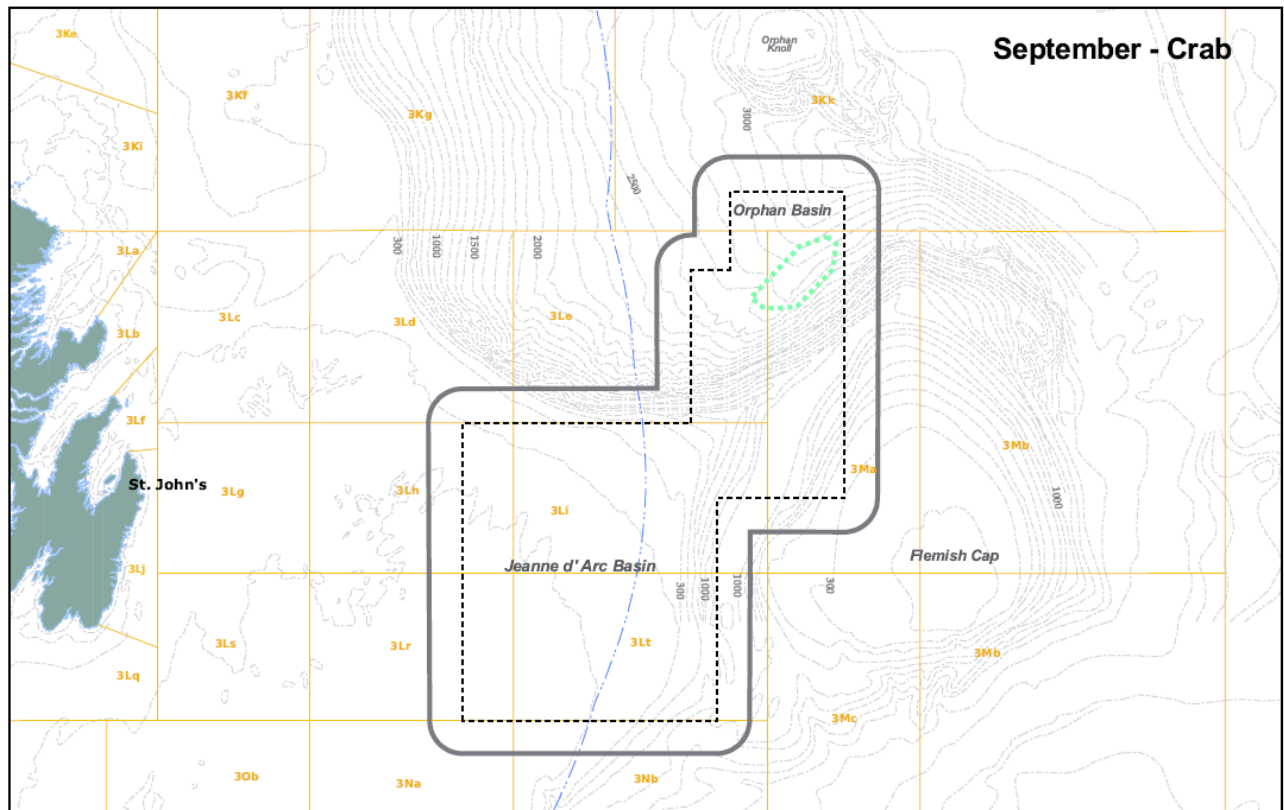 September - Crab
3Ke
Orphan
Knoll
3Kf
3Kk
3Kg
3000
3Ki
2500
Orphan Basin
3La
300
1000
1500
2000
3Lb
3Lc
3Ld
3Le
3Lf
3Mb
3Ma
St. John's
3Lg
3Lh
1000
3Li
Flemish Cap
Jeanne d'Arc Basin
3Lj
300
1000
1000
300
3Ls
3Lr
3Lt
3Mb
3Lq
3Mc
3Ob
3Na
3Nb